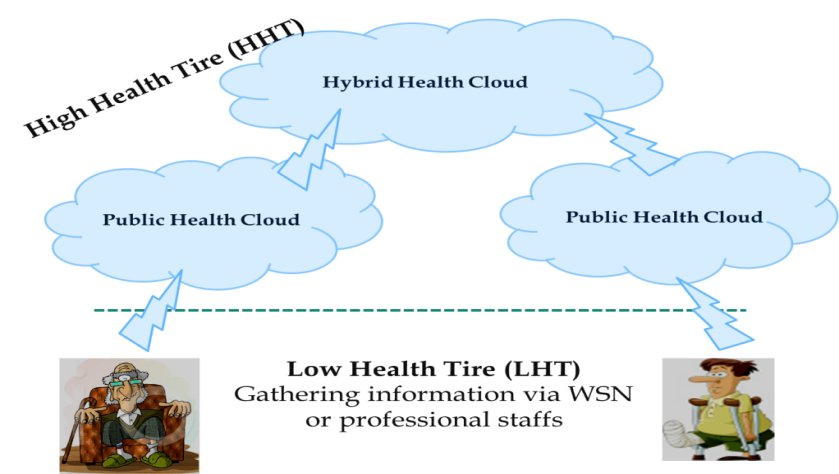 High Health Tire (HHT)
Hybrid Health Cloud
Public Health Cloud
Public Health Cloud
Low Health Tire (LHT)
Gathering information via WSN
or professional staffs